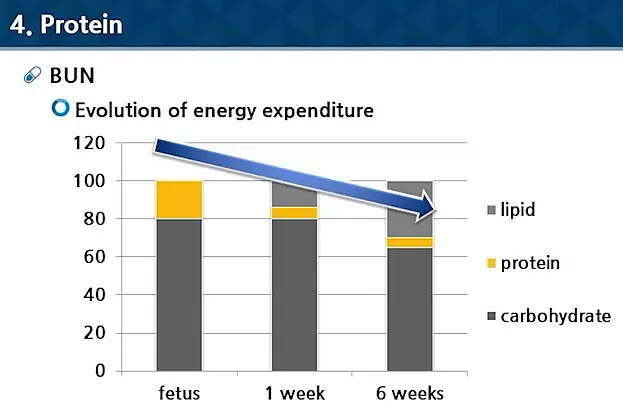 4. Protein
BUN
Evolution of energy expenditure
120
100
80
60
40
20
0
fetus
1 week
6 weeks
lipid
protein
carbohydrate